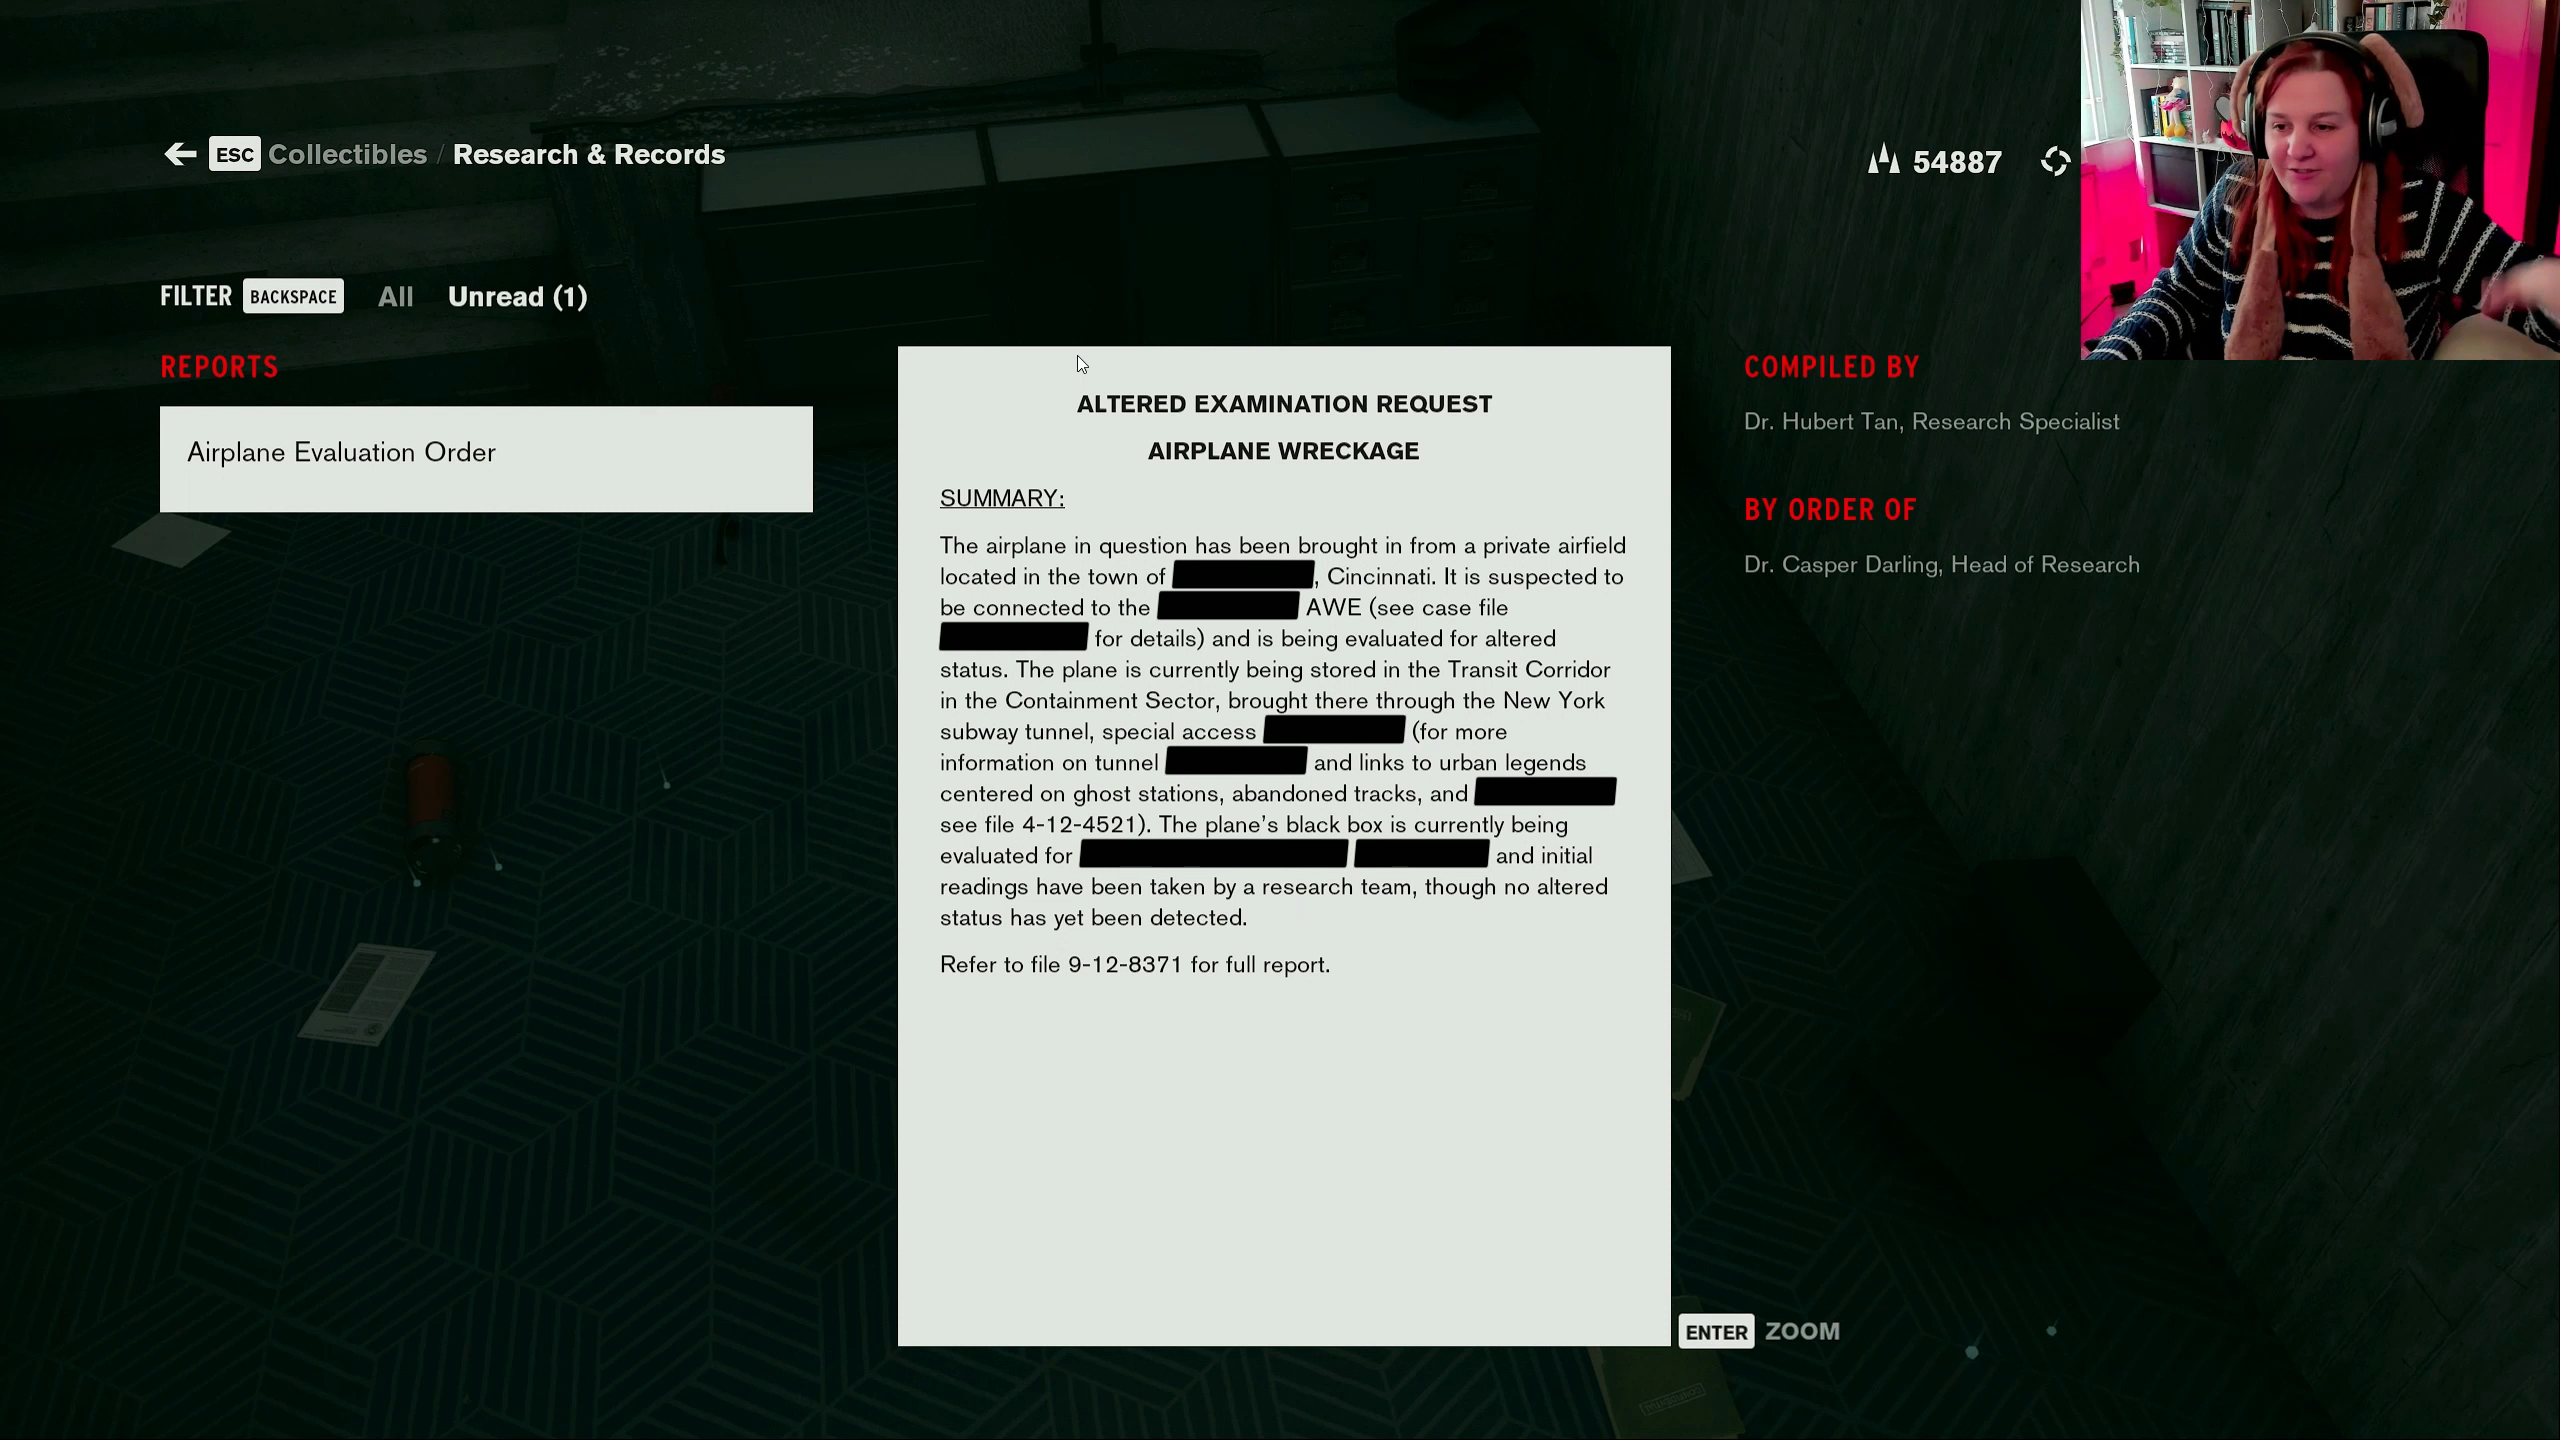 ESC Collectibles / Research & Records
54887
FILTER BACKSPACE All Unread (1)
REPORTS
Airplane Evaluation Order
ALTERED EXAMINATION REQUEST
AIRPLANE WRECKAGE
SUMMARY:
The airplane in question has been brought in from a private airfield
located in the town of , Cincinnati. It is suspected to
be connected to the AWE (see case file
for details) and is being evaluated for altered
status. The plane is currently being stored in the Transit Corridor
in the Containment Sector, brought there through the New York
subway tunnel, special access (for more
information on tunnel and links to urban legends
centered on ghost stations, abandoned tracks, and
see file 4-12-4521). The plane's black box is currently being
evaluated for and initial
readings have been taken by a research team, though no altered
status has yet been detected.
Refer to file 9-12-8371 for full report.
COMPILED BY
Dr. Hubert Tan, Research Specialist
BY ORDER OF
Dr. Casper Darling, Head of Research
ENTER ZOOM